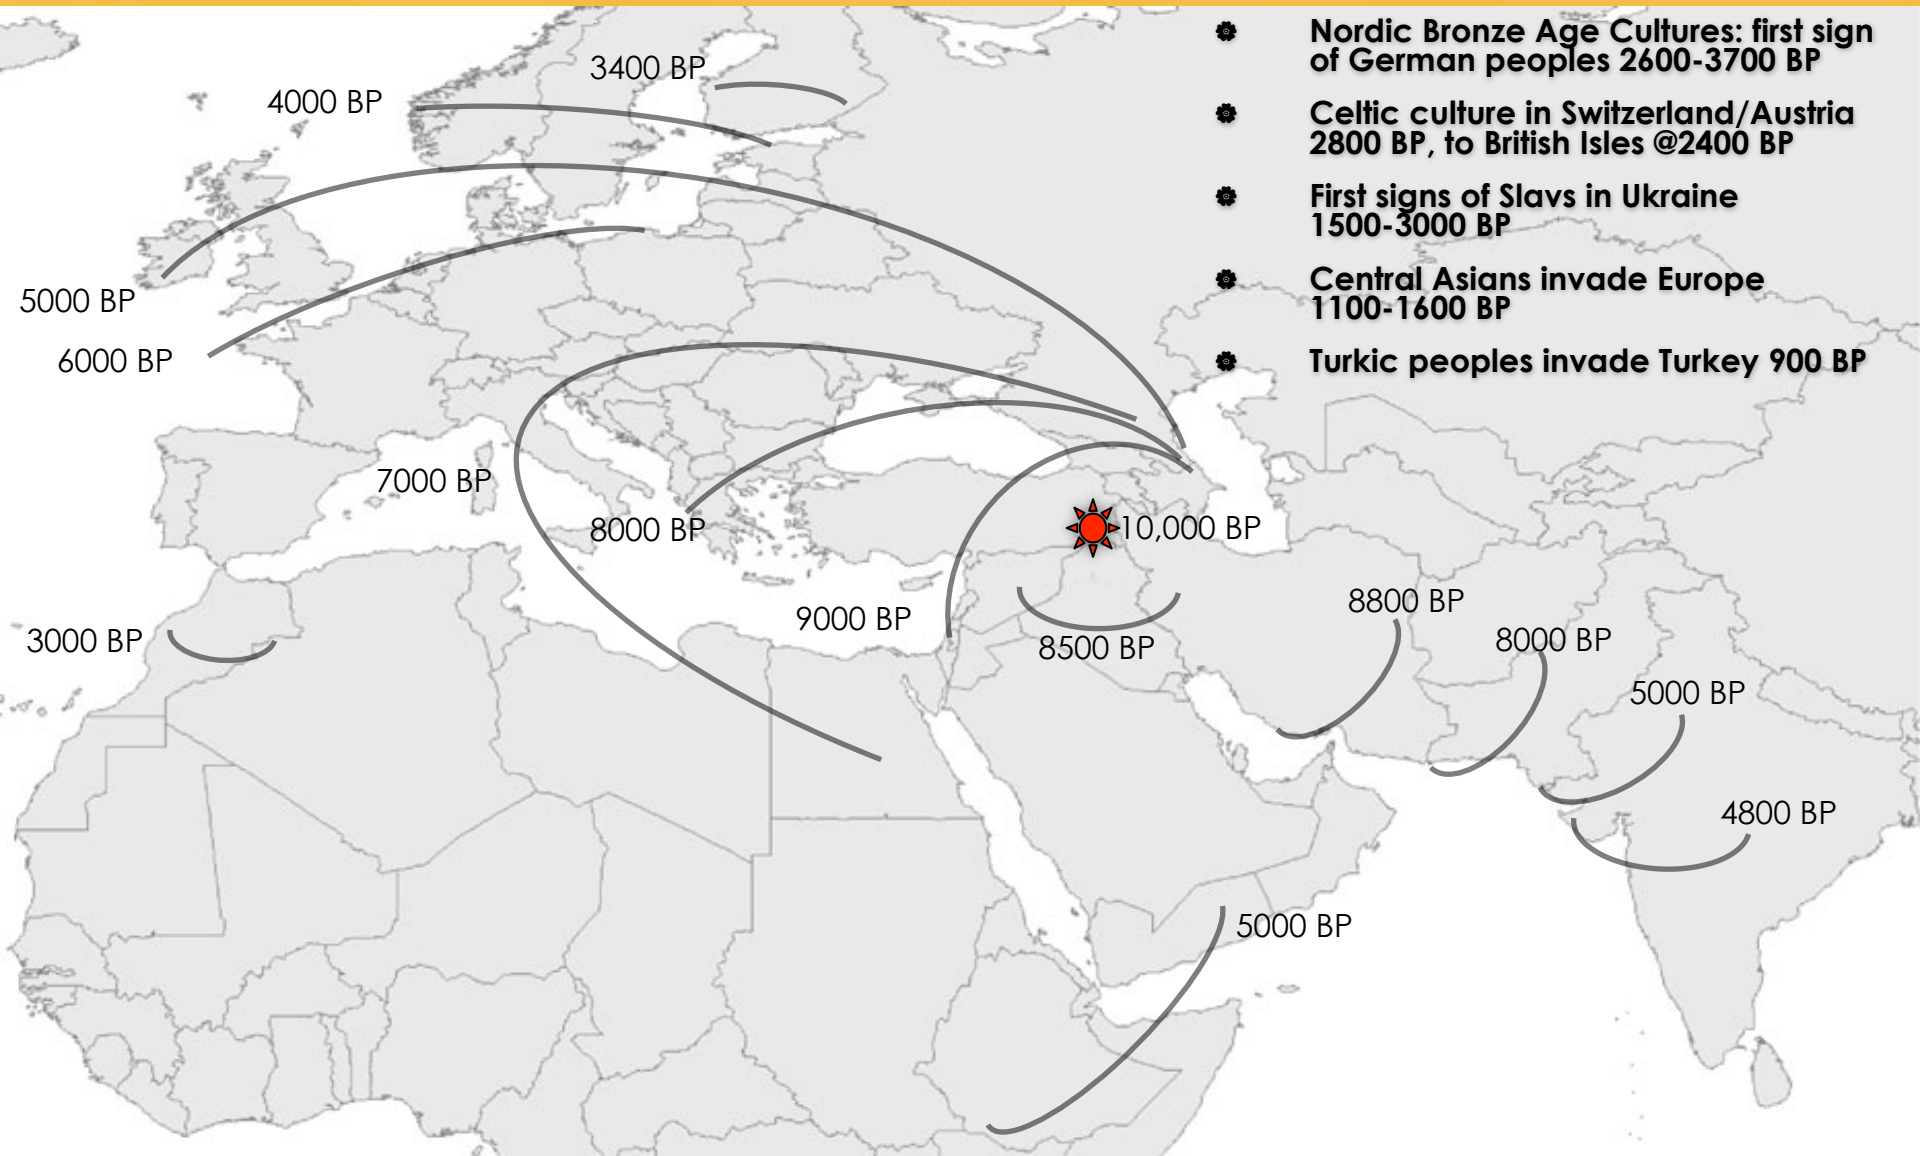 Nordic Bronze Age Cultures: first sign
of German peoples 2600-3700 BP
Celtic culture in Switzerland/Austria
2800 BP, to British Isles @2400 BP
First signs of Slavs in Ukraine
1500-3000 BP
Central Asians invade Europe
1100-1600 BP
Turkic peoples invade Turkey 900 BP
3400 BP
4000 BP
5000 BP
6000 BP
7000 BP
8000 BP
10,000 BP
9000 BP
8500 BP
8800 BP
8000 BP
3000 BP
5000 BP
4800 BP
5000 BP